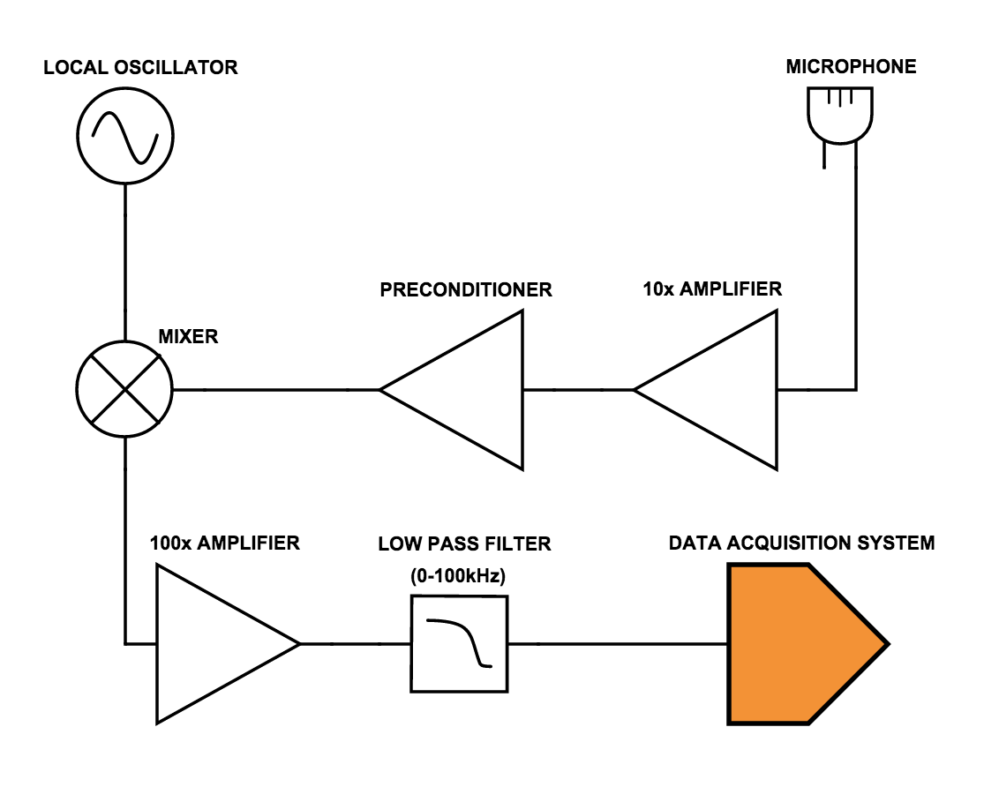 LOCAL OSCILLATOR
MICROPHONE
PRECONDITIONER
10x AMPLIFIER
MIXER
100x AMPLIFIER
LOW PASS FILTER
(0-100kHz)
DATA ACQUISITION SYSTEM